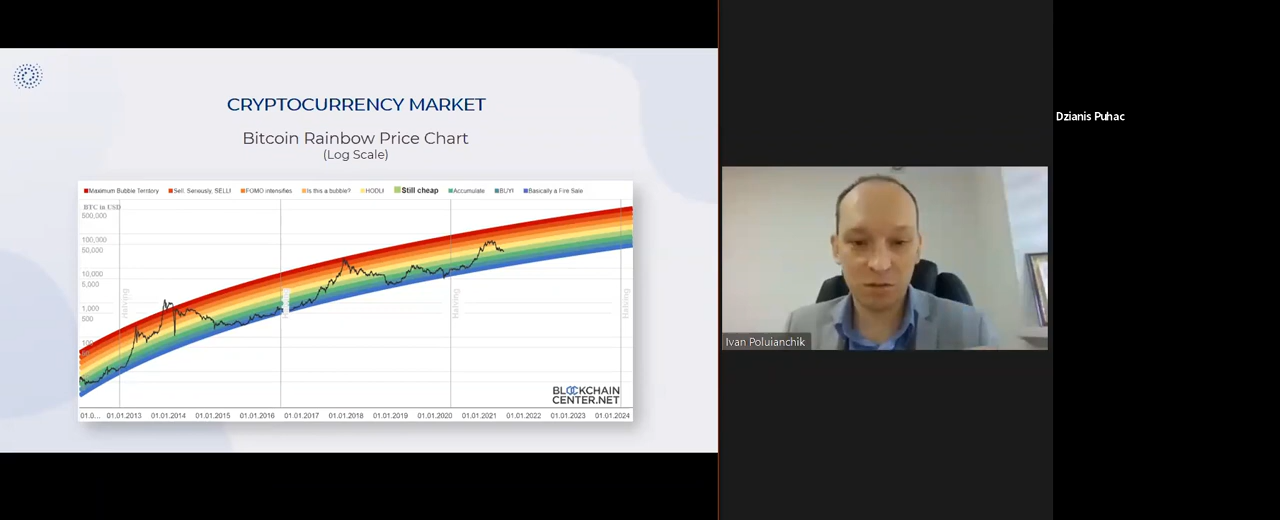 CRYPTOCURRENCY MARKET
Bitcoin Rainbow Price Chart
(Log Scale)
Maximum Bubble Territory Sell. Seriously, SELL! FOMO intensifies Is this a bubble? HODL! Still cheap Accumulate BUY! Basically a Fire Sale
BTC in USD
500,000
100,000
50,000
10,000
5,000
1,000
500
100
Halving
Halving
Halving
BLOCKCHAIN
CENTER.NET
01.0... 01.01.2013 01.01.2014 01.01.2015 01.01.2016 01.01.2017 01.01.2018 01.01.2019 01.01.2020 01.01.2021 01.01.2022 01.01.2023 01.01.2024
Ivan Poluianchik
Dzianis Puhac